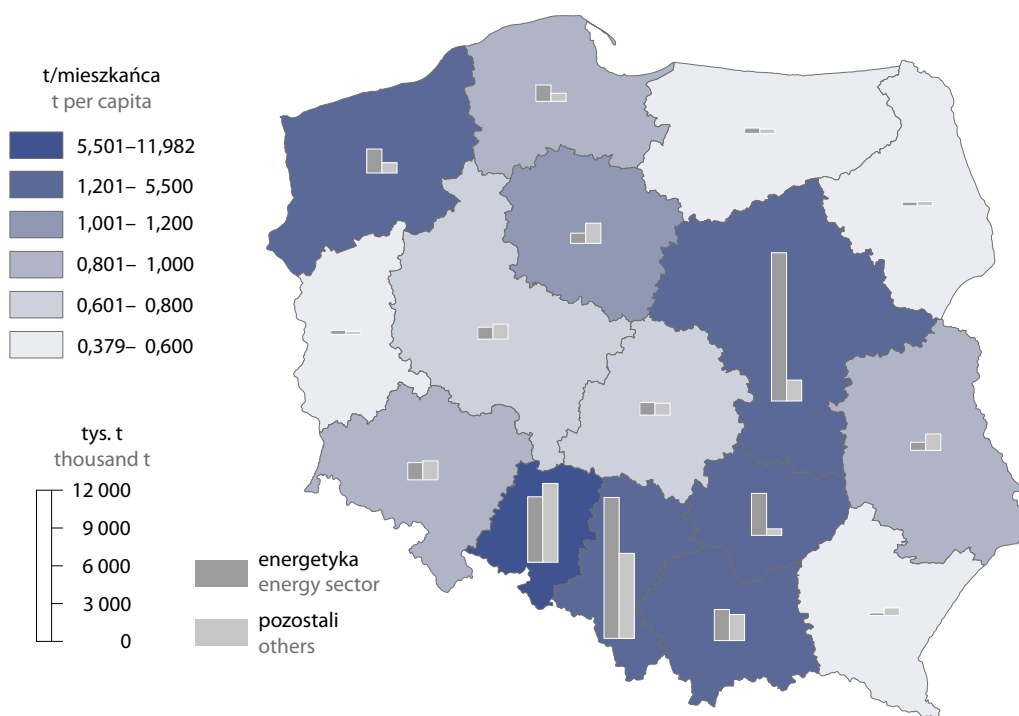 t/mieszkańca
t per capita
5,501–11,982
1,201– 5,500
1,001– 1,200
0,801– 1,000
0,601– 0,800
0,379– 0,600
tys. t
thousand t
12 000
9 000
6 000
3 000
0
energetyka
energy sector
pozostali
others